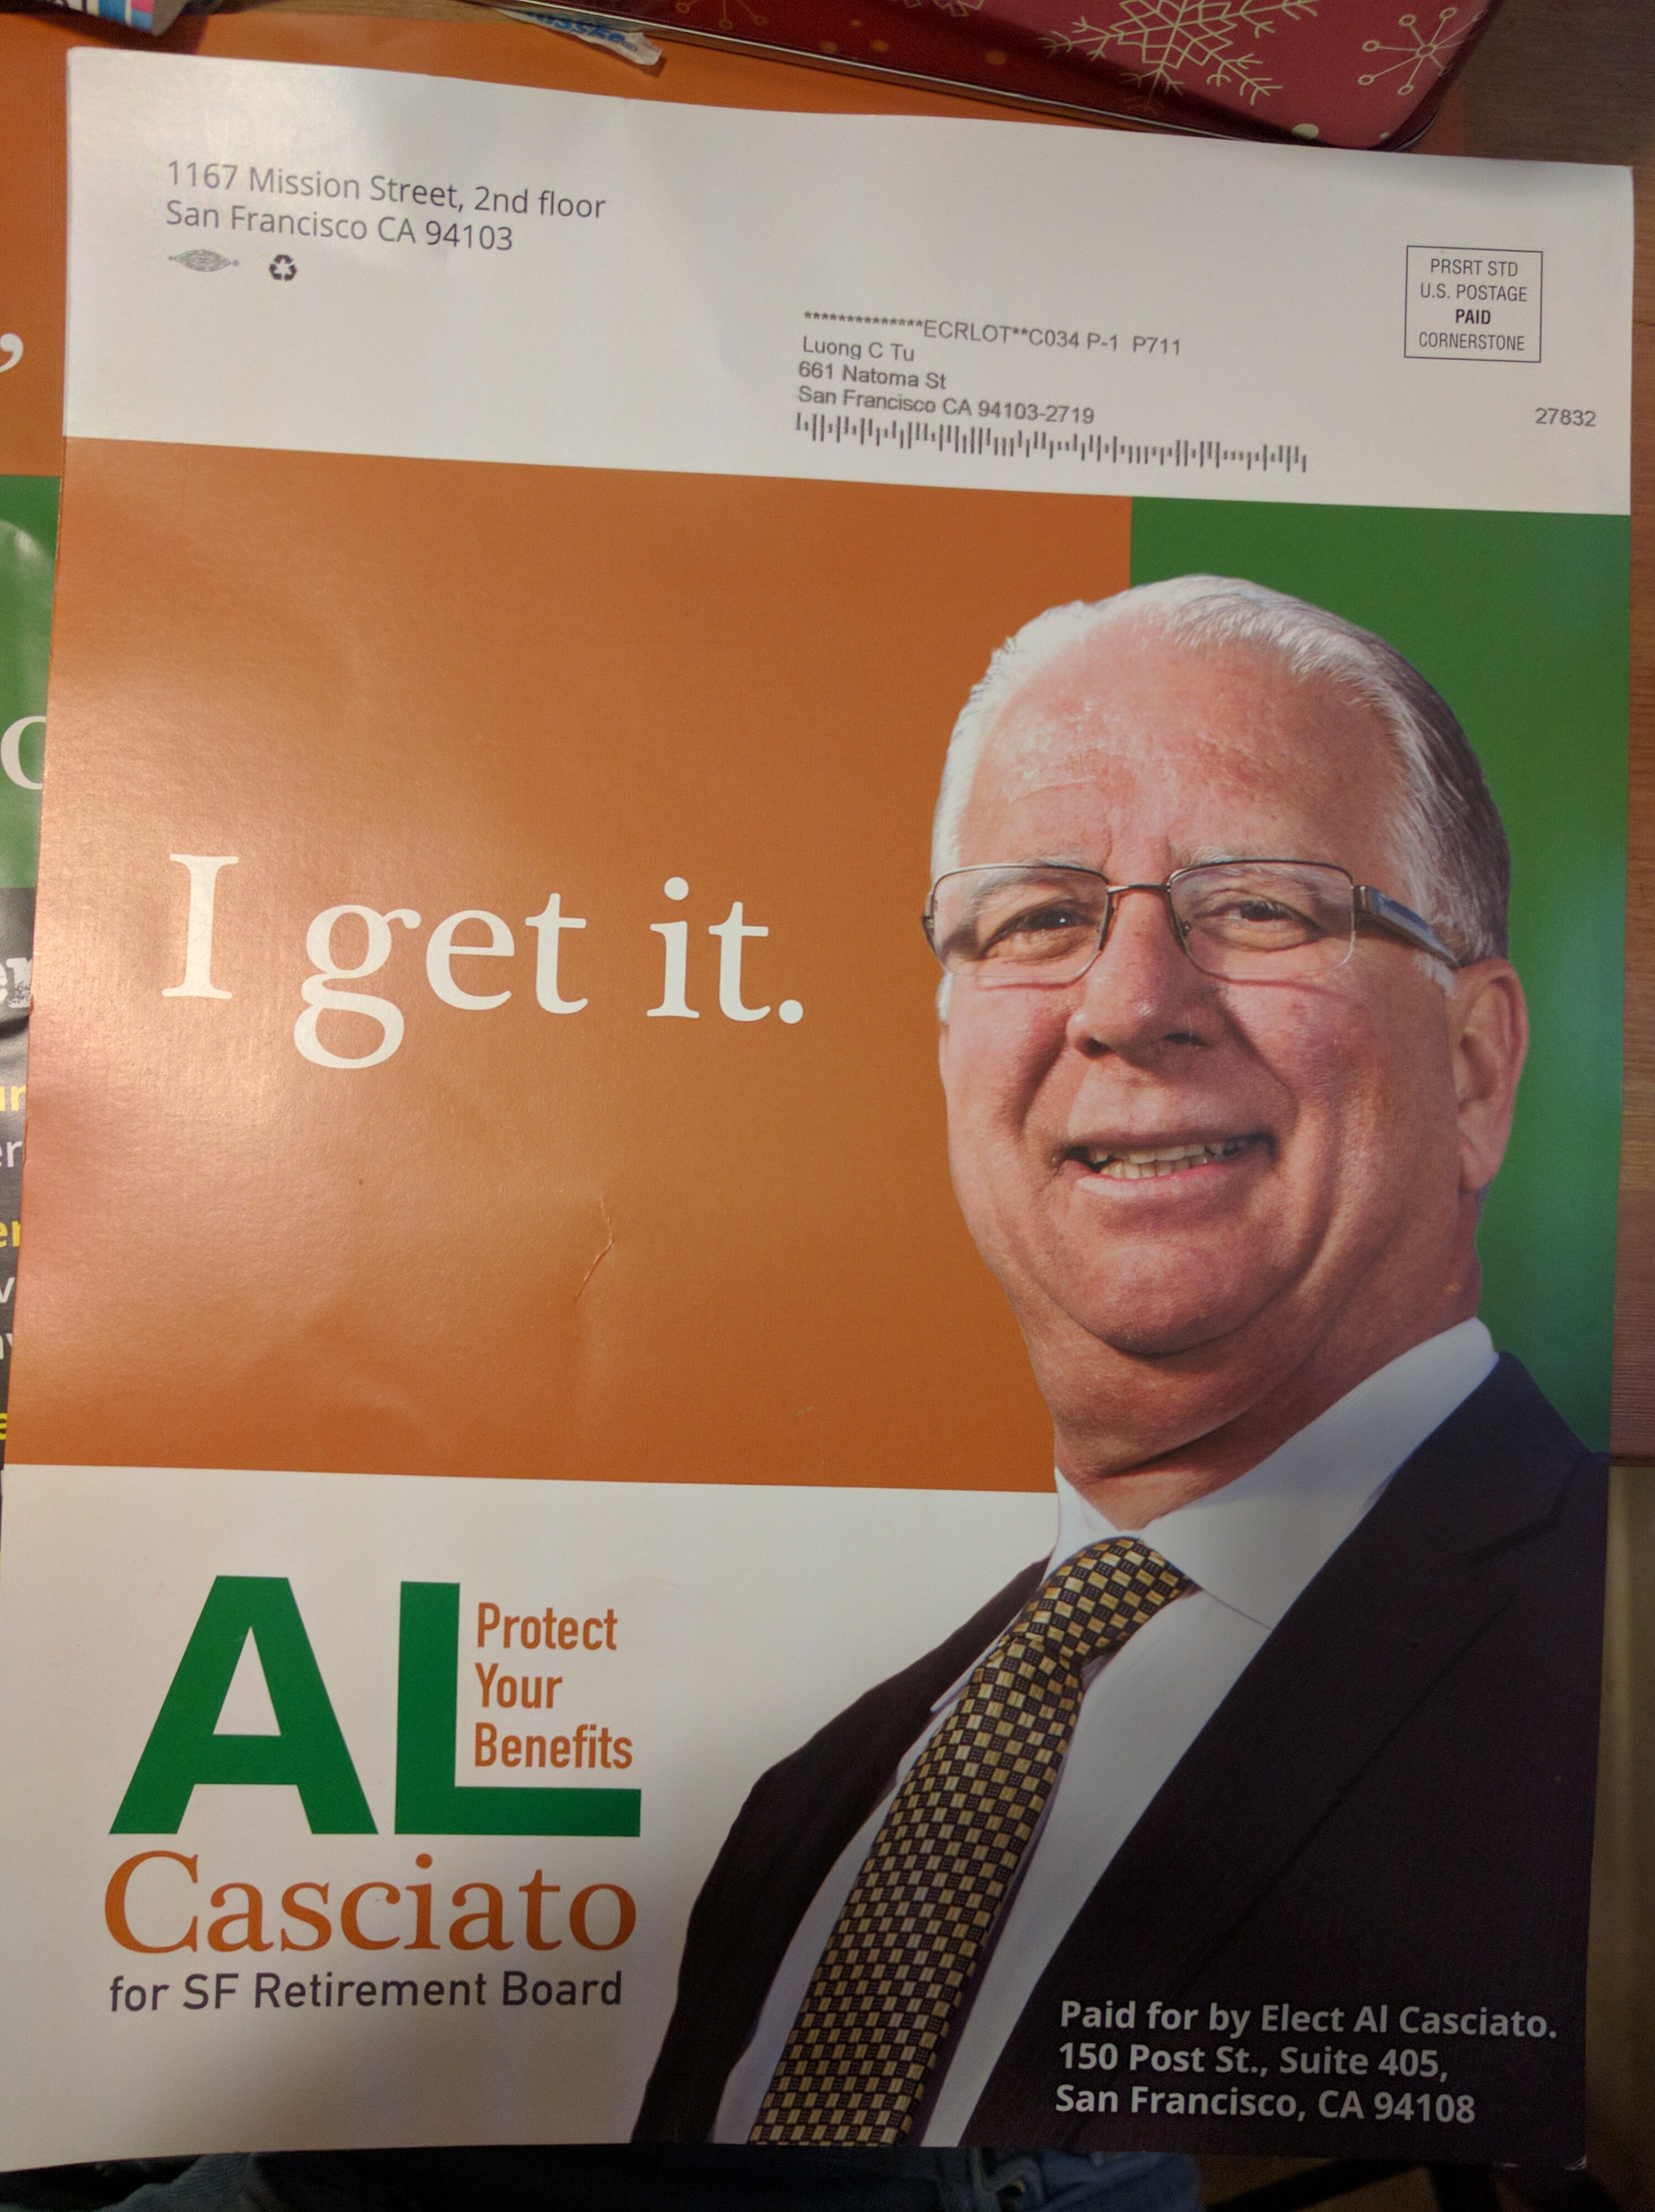 1167 Mission Street, 2nd floor
San Francisco CA 94103
PRSRT STD
U.S. POSTAGE
PAID
CORNERSTONE
**************ECRLOT**C034 P-1 P711
Luong C Tu
661 Natoma St
San Francisco CA 94103-2719
27832
I get it.
AL
Protect
Your
Benefits
Casciato
for SF Retirement Board
Paid for by Elect Al Casciato.
150 Post St., Suite 405,
San Francisco, CA 94108